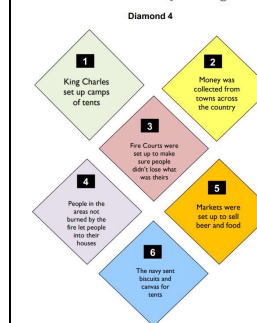 Diamond 4
1
King Charles
set up camps
of tents
2
Money was
collected from
towns across
the country
3
Fire Courts were
set up to make
sure people
didn't lose what
was theirs
4
People in the
areas not
burned by the
fire let people
into their
houses
5
Markets were
set up to sell
beer and food
6
The navy sent
biscuits and
canvas for
tents